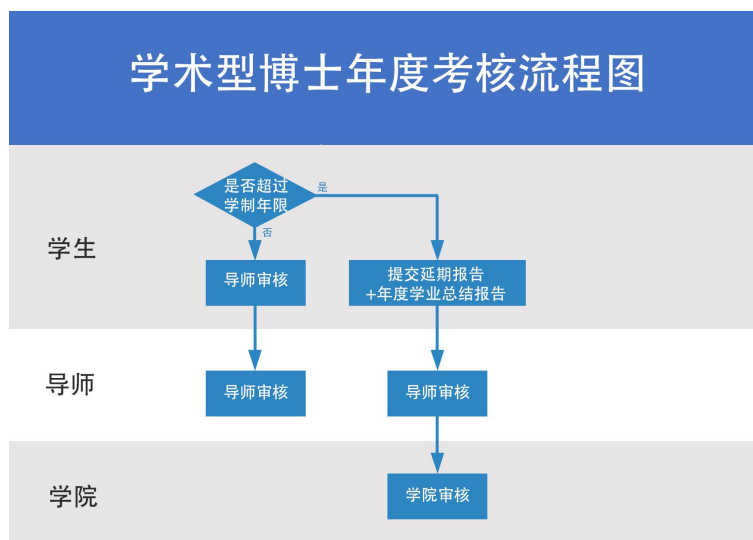 学术型博士年度考核流程图
是否超过
学制年限
是
否
学生
导师审核
提交延期报告
+年度学业总结报告
导师
导师审核
导师审核
学院
学院审核